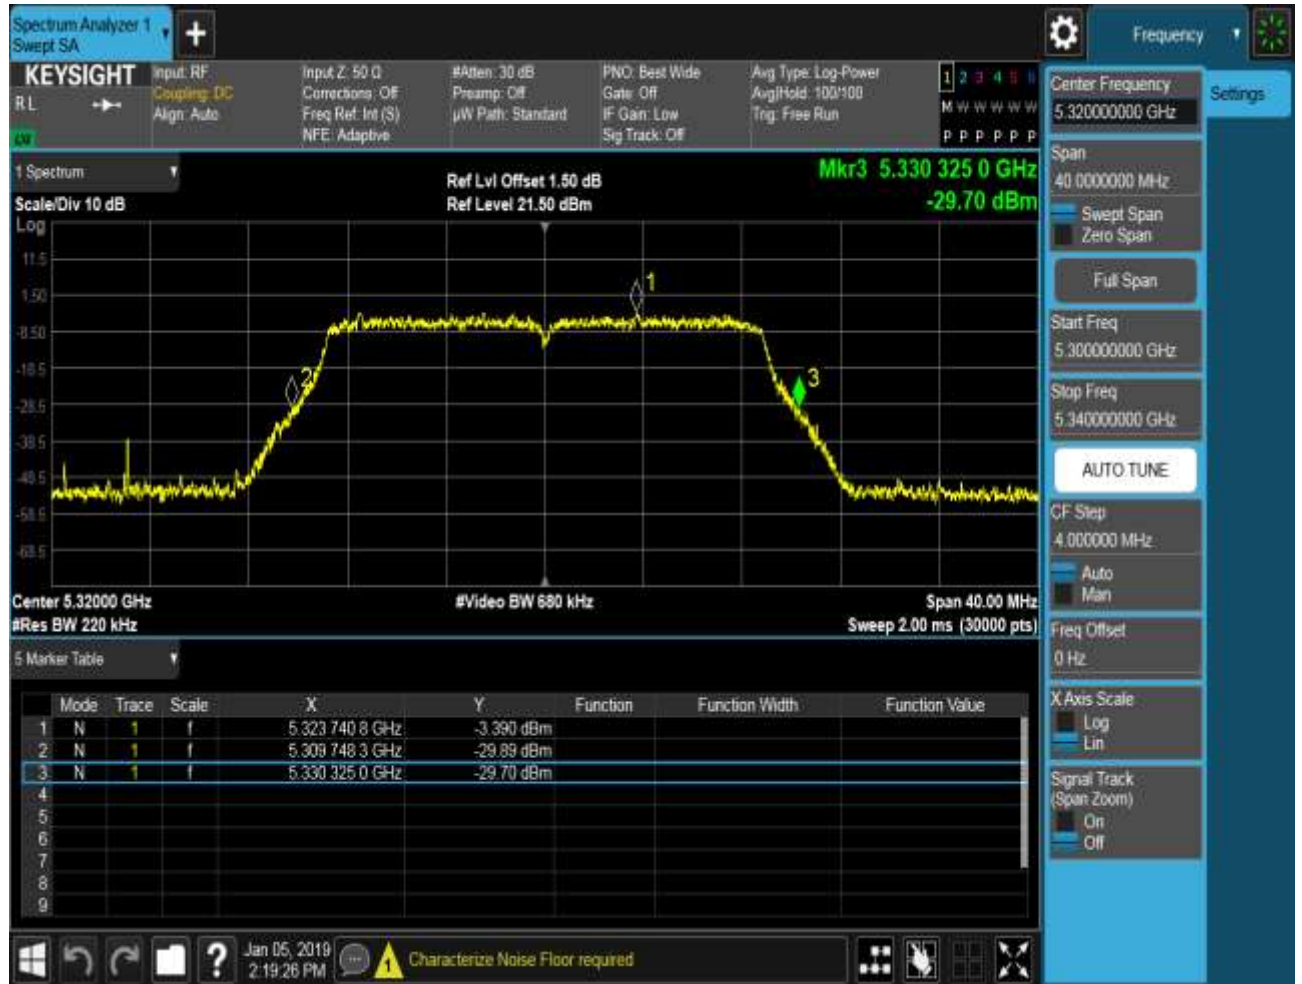 Spectrum Analyzer 1
Swept SA
+
Frequency
KEYSIGHT
RL
Input: RF
Coupling: DC
Align: Auto
Input Z: 50 Ω
Corrections: Off
Freq Ref: Int (S)
NFE: Adaptive
#Atten: 30 dB
Preamp: Off
µW Path: Standard
PNO: Best Wide
Gate: Off
IF Gain: Low
Sig Track: Off
Avg Type: Log-Power
Avg|Hold: 100/100
Trig: Free Run
1 2 3 4 5 6
M W W W W W
P P P P P P
1 Spectrum
Scale/Div 10 dB
Ref Lvl Offset 1.50 dB
Ref Level 21.50 dBm
Mkr3 5.330 325 0 GHz
-29.70 dBm
Log
11.5
1.50
-8.50
-18.5
-28.5
-38.5
-48.5
-58.5
-68.5
1
2
3
Center 5.32000 GHz
#Video BW 680 kHz
Span 40.00 MHz
#Res BW 220 kHz
Sweep 2.00 ms (30000 pts)
5 Marker Table
Mode Trace Scale X Y Function Function Width Function Value
1 N 1 f 5.323 740 8 GHz -3.390 dBm
2 N 1 f 5.309 748 3 GHz -29.89 dBm
3 N 1 f 5.330 325 0 GHz -29.70 dBm
4
5
6
7
8
9
?
Jan 05, 2019
2:19:26 PM
Characterize Noise Floor required
Center Frequency
5.320000000 GHz
Settings
Span
40.0000000 MHz
Swept Span
Zero Span
Full Span
Start Freq
5.300000000 GHz
Stop Freq
5.340000000 GHz
AUTO TUNE
CF Step
4.000000 MHz
Auto
Man
Freq Offset
0 Hz
X Axis Scale
Log
Lin
Signal Track
(Span Zoom)
On
Off